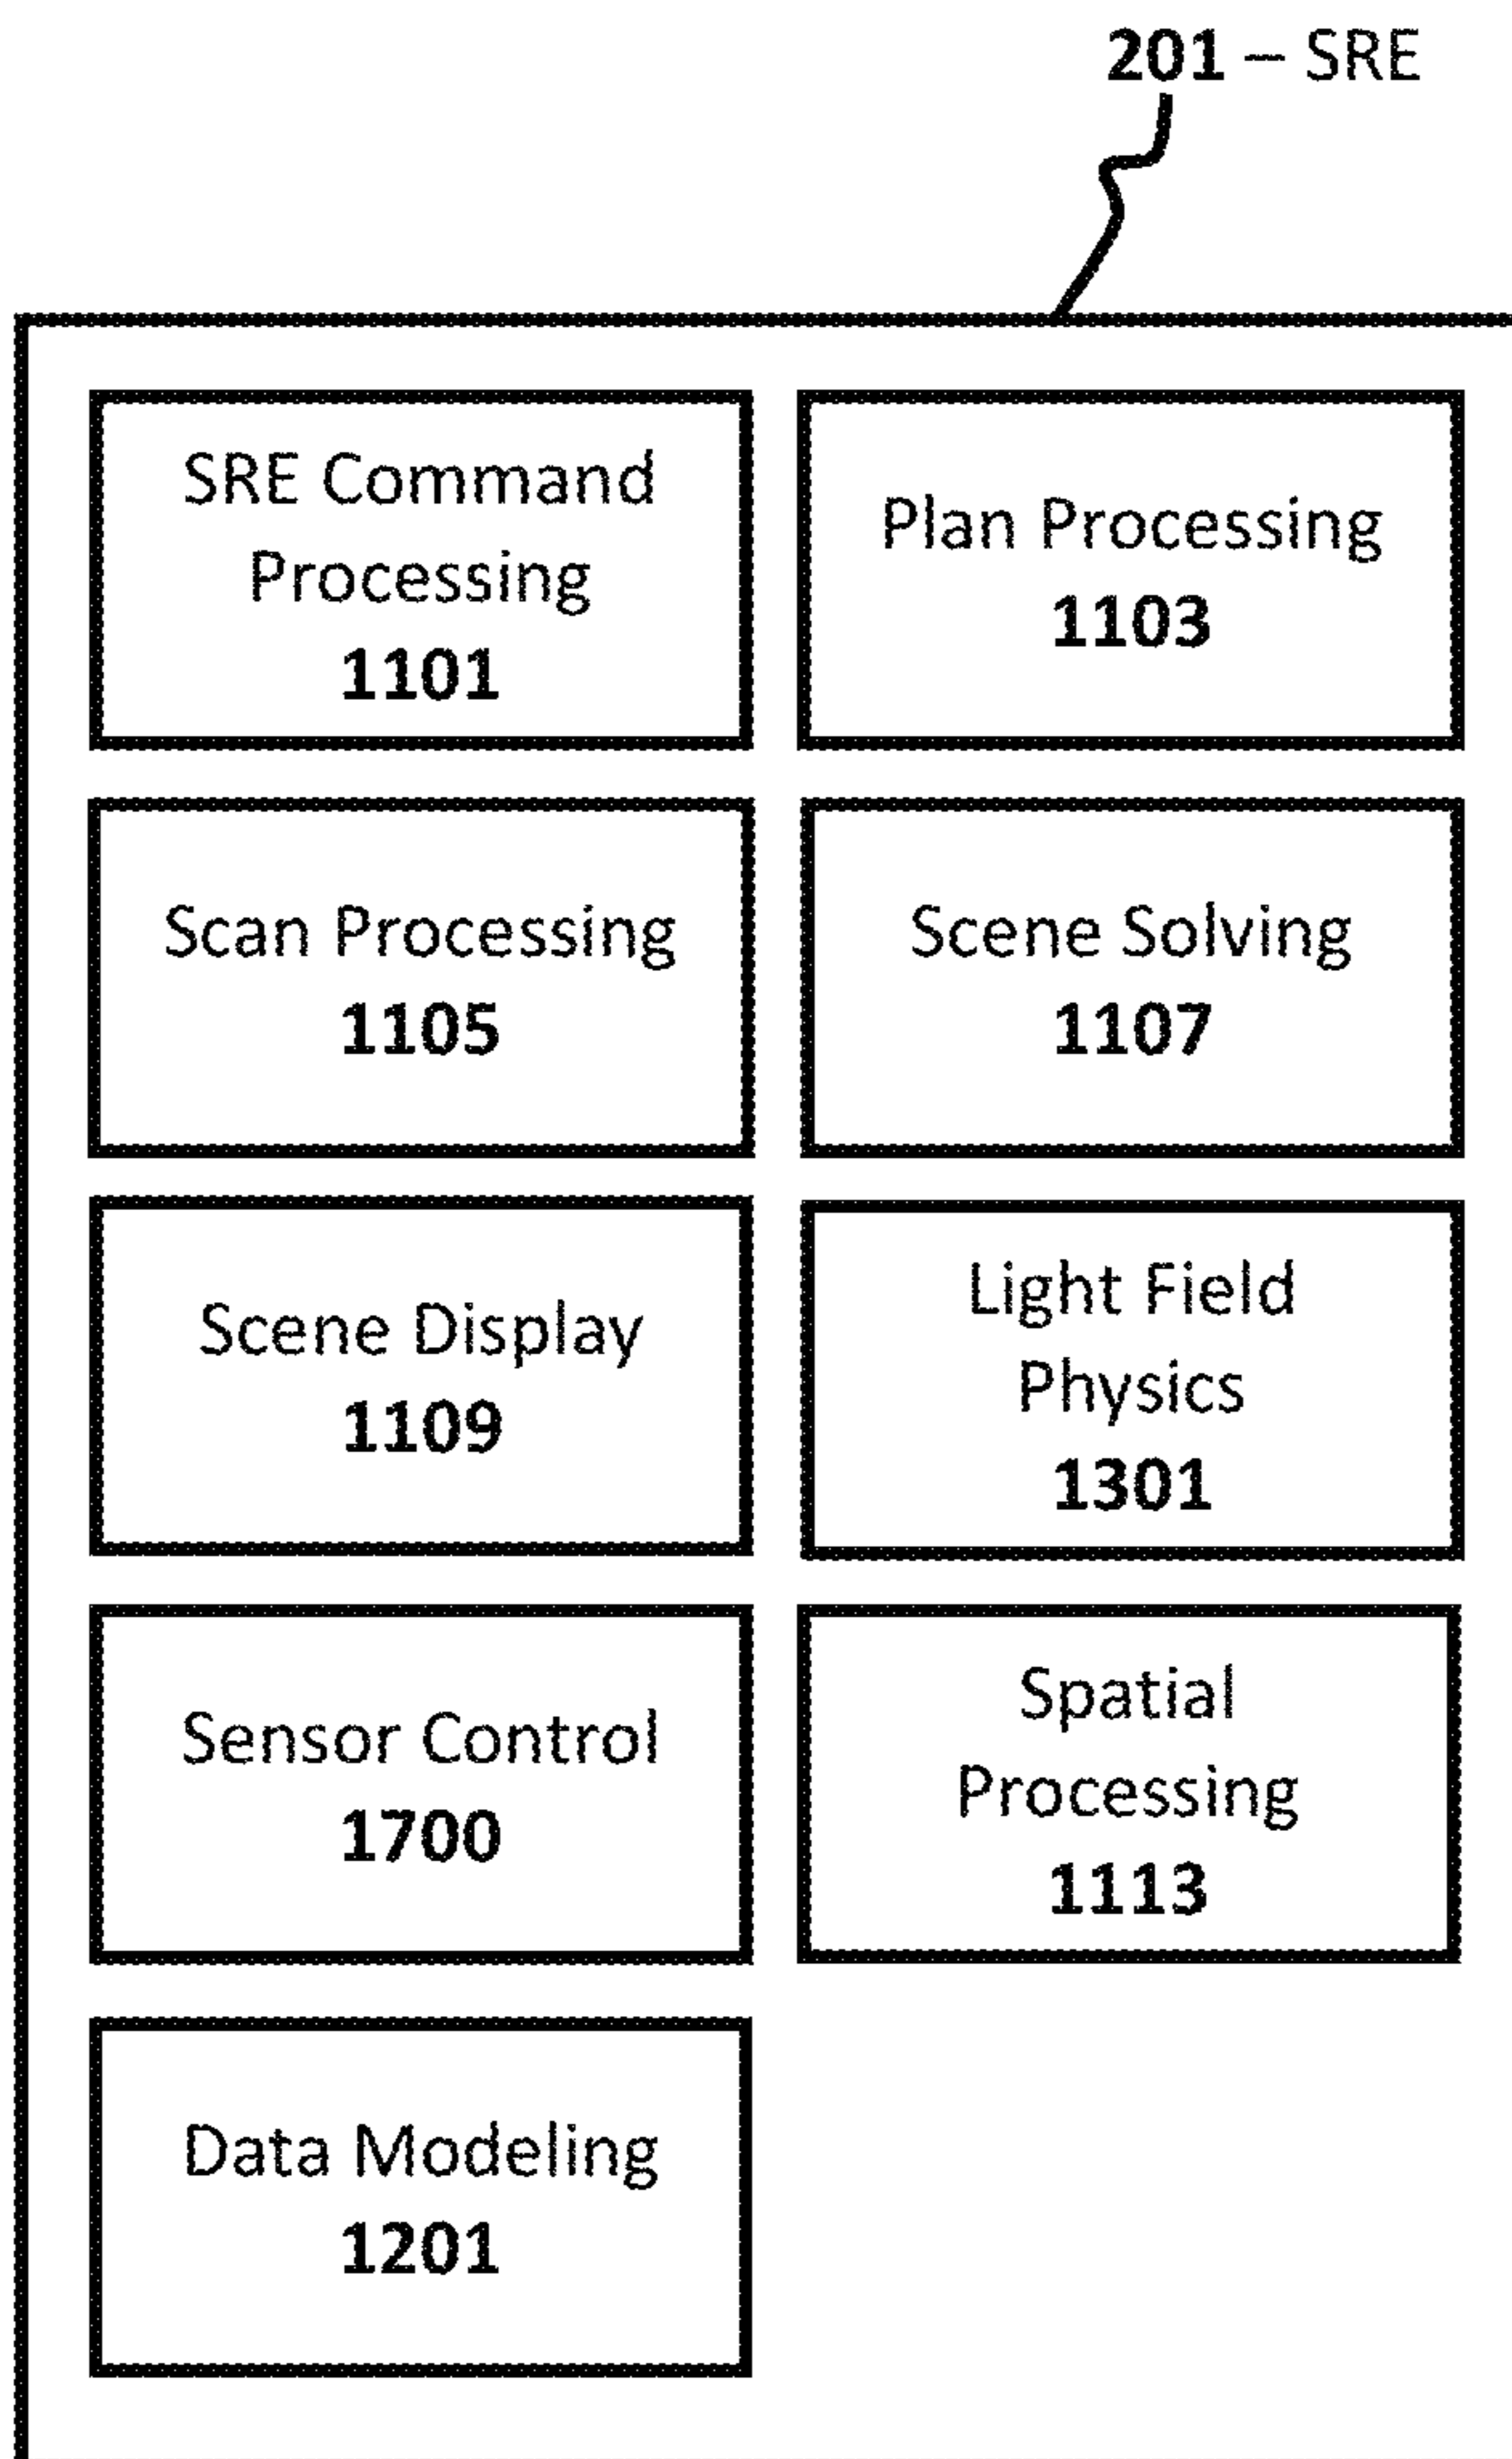 201 – SRE
SRE Command
Processing
1101
Plan Processing
1103
Scan Processing
1105
Scene Solving
1107
Scene Display
1109
Light Field
Physics
1301
Sensor Control
1700
Spatial
Processing
1113
Data Modeling
1201